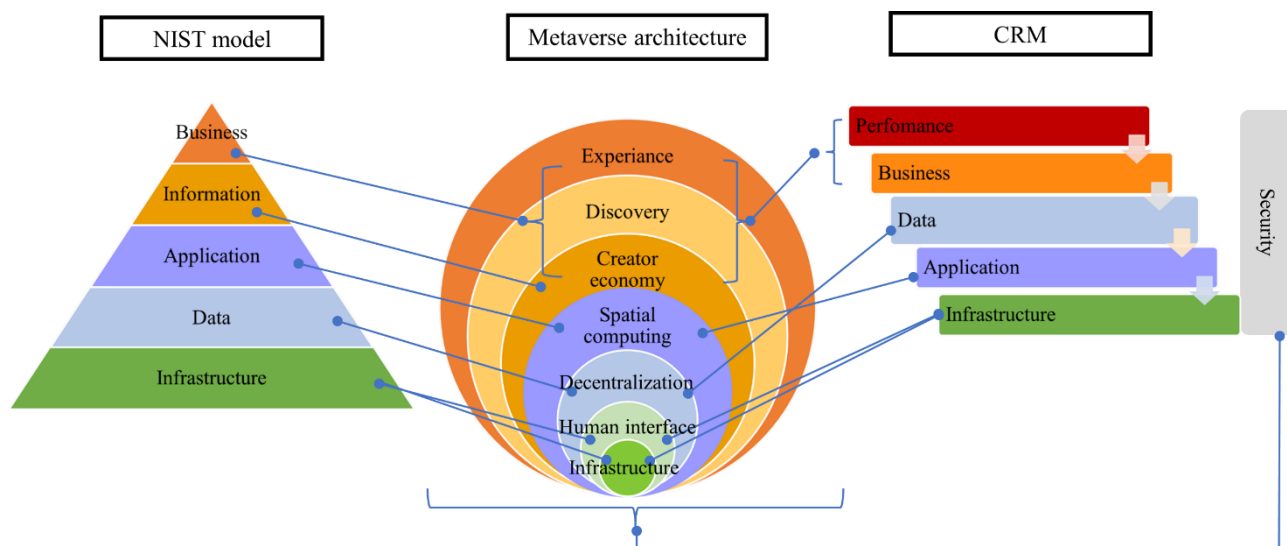 NIST model
Metaverse architecture
CRM
Business
Information
Application
Data
Infrastructure
Experiance
Discovery
Creator
economy
Spatial
computing
Decentralization
Human interface
Infrastructure
Perfomance
Business
Data
Application
Infrastructure
Security